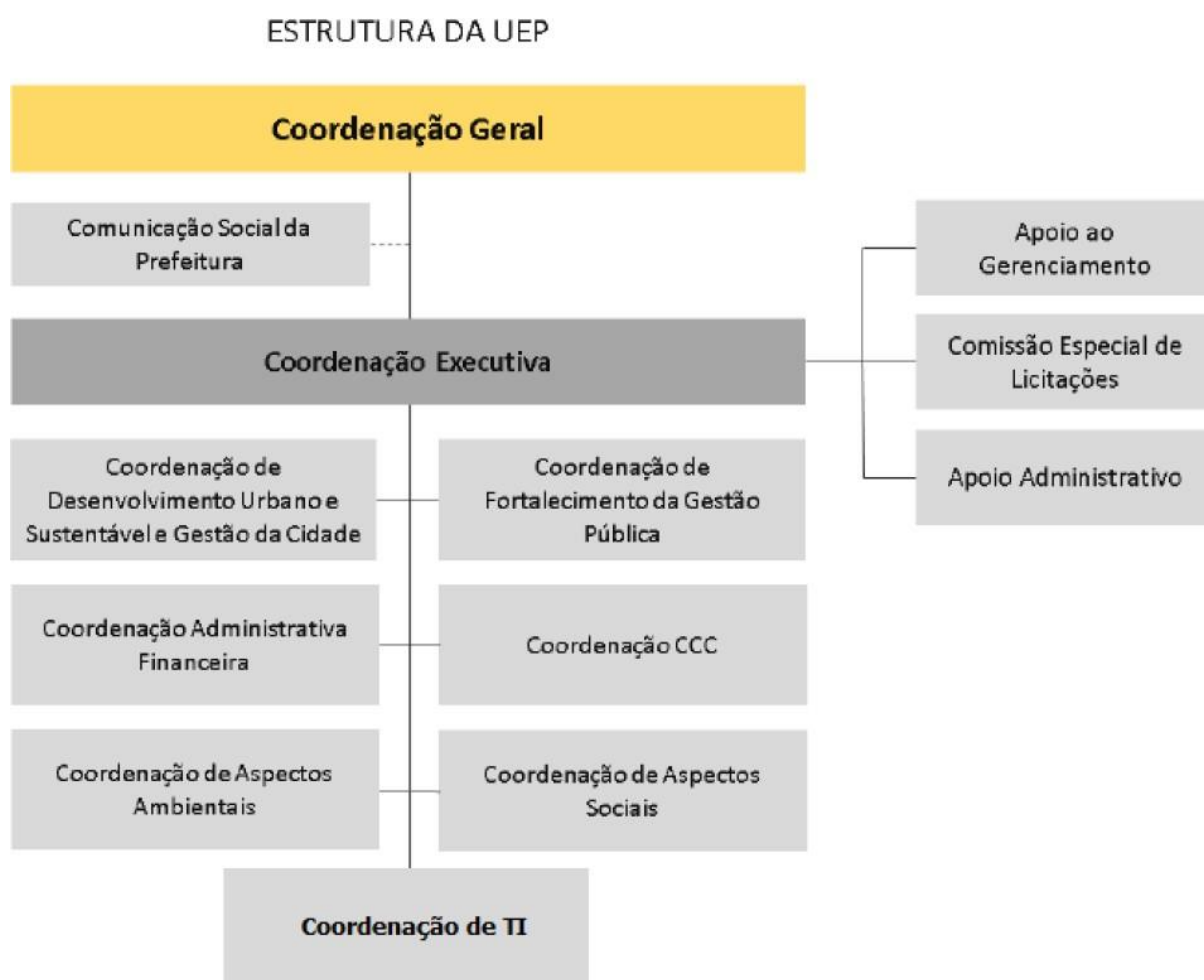 ESTRUTURA DA UEP
Coordenação Geral
Comunicação Social da
Prefeitura
Coordenação Executiva
Apoio ao
Gerenciamento
Comissão Especial de
Licitações
Apoio Administrativo
Coordenação de
Desenvolvimento Urbano e
Sustentável e Gestão da Cidade
Coordenação de
Fortalecimento da Gestão
Pública
Coordenação Administrativa
Financeira
Coordenação CCC
Coordenação de Aspectos
Ambientais
Coordenação de Aspectos
Sociais
Coordenação de TI